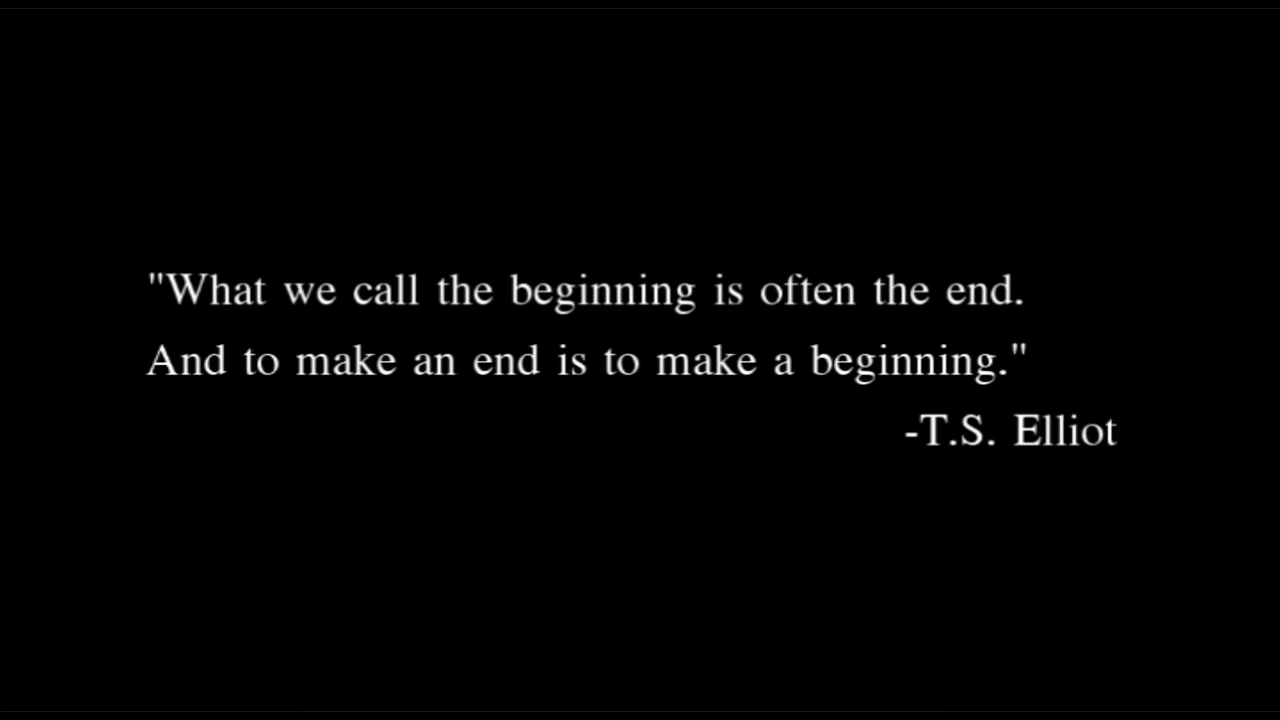 "What we call the beginning is often the end.
And to make an end is to make a beginning."
-T.S. Elliot